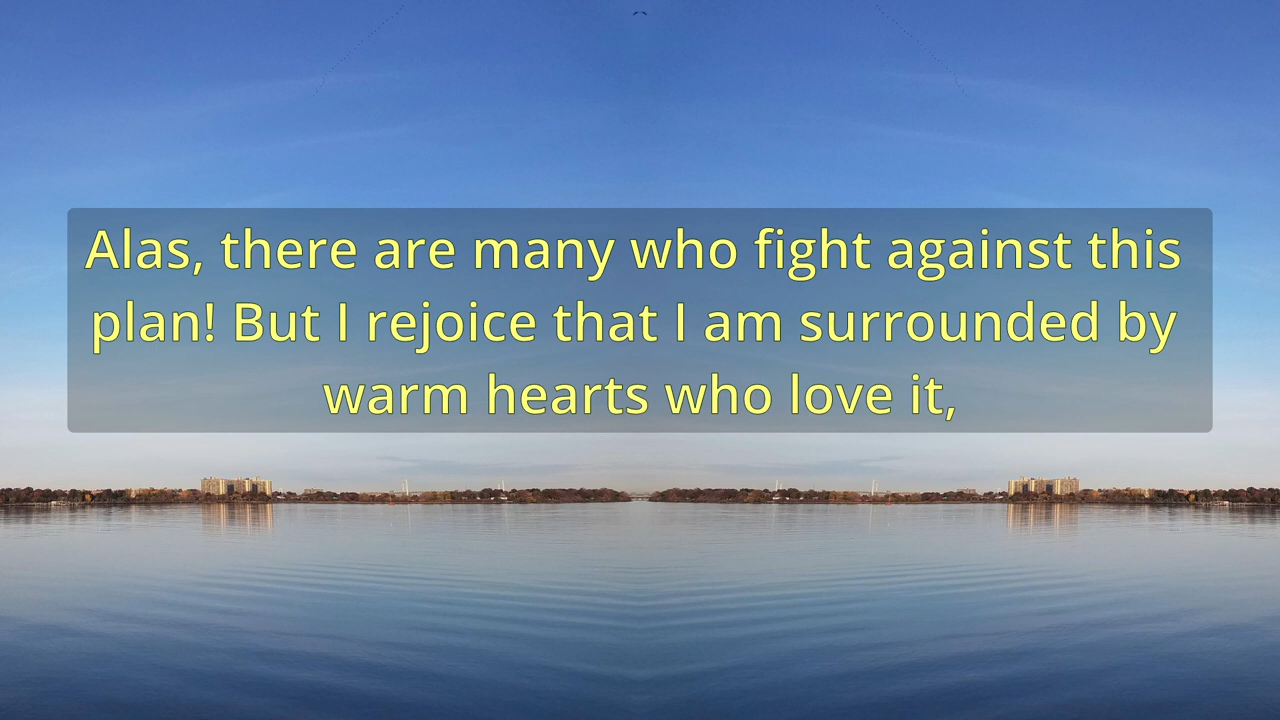 Alas, there are many who fight against this
plan! But I rejoice that I am surrounded by
warm hearts who love it,